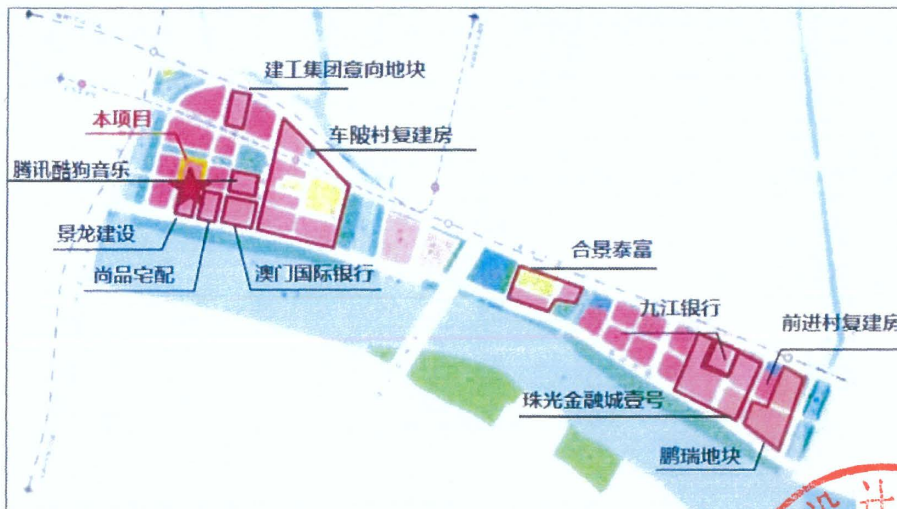 建工集团意向地块
本项目
车陂村复建房
腾讯酷狗音乐
景龙建设
尚品宅配
澳门国际银行
合景泰富
九江银行
前进村复建房
珠光金融城壹号
鹏瑞地块
设计